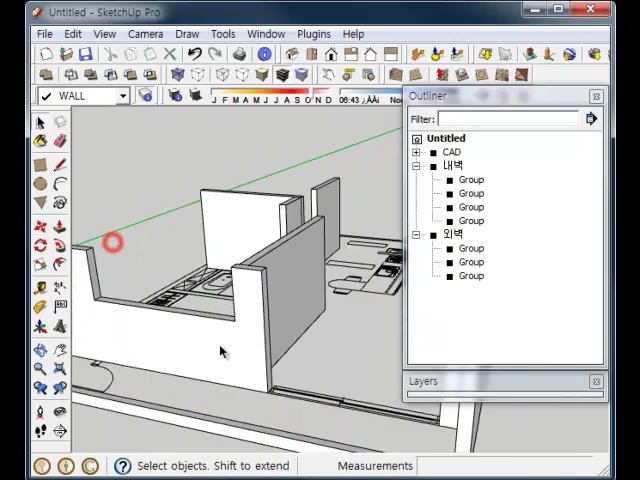 Untitled - SketchUp Pro
File Edit View Camera Draw Tools Window Plugins Help
WALL
J F M A M J J A S O N D 06:43 Noo
Outliner
Filter:
Untitled
CAD
내벽
Group
Group
Group
Group
외벽
Group
Group
Group
Layers
Select objects. Shift to extend
Measurements